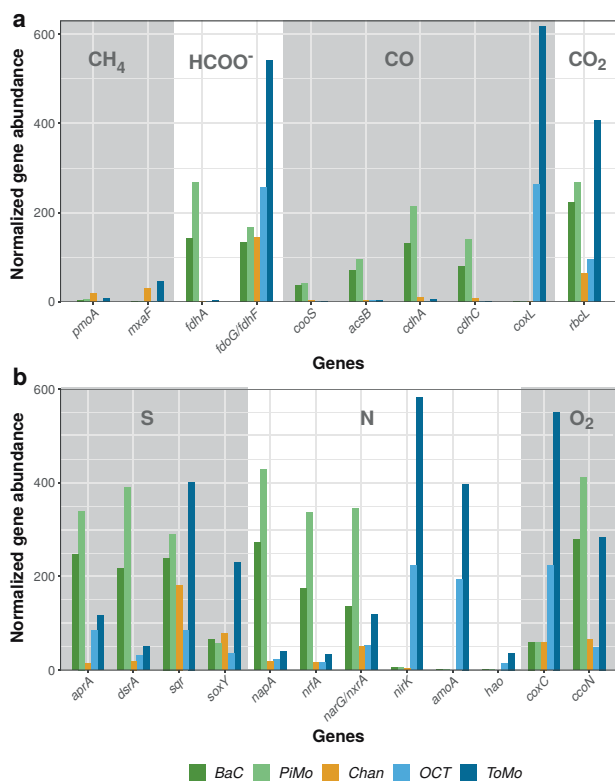 a
CH4 HCOO- CO CO2
Normalized gene abundance
600
400
200
0
pmoA mxaF fdhA fdoG/fdhF cooS acsB cdhA cdhC coxL rbcL
Genes
b
S N O2
Normalized gene abundance
600
400
200
0
aprA dsrA sqr soxY napA nrfA narG/nxrA nirK amoA hao coxC ccoN
Genes
BaC PiMo Chan OCT ToMo